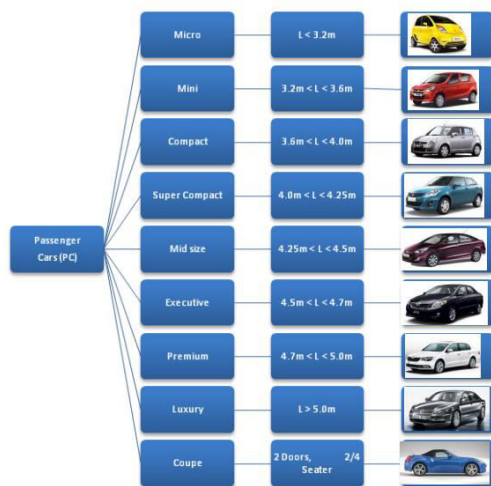 Micro
L < 3.2m
Mini
3.2m < L < 3.6m
Compact
3.6m < L < 4.0m
Super Compact
4.0m < L < 4.25m
Passenger
Cars (PC)
Mid size
4.25m < L < 4.5m
Executive
4.5m < L < 4.7m
Premium
4.7m < L < 5.0m
Luxury
L > 5.0m
Coupe
2 Doors, 2/4
Seater